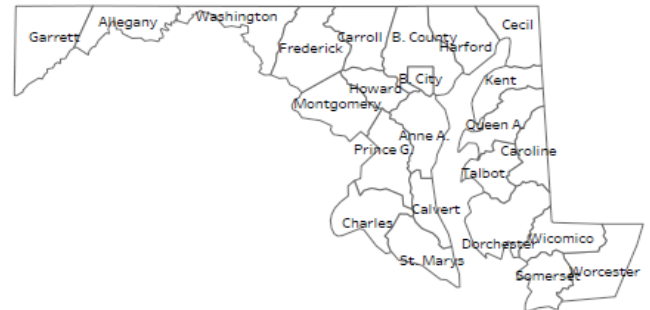 Garrett
Allegany
Washington
Frederick
Carroll
B. County
Harford
Cecil
B. City
Kent
Howard
Montgomery
Queen A.
Anne A.
Prince G.
Caroline
Talbot
Calvert
Charles
Dorchester
Wicomico
St. Marys
Somerset
Worcester